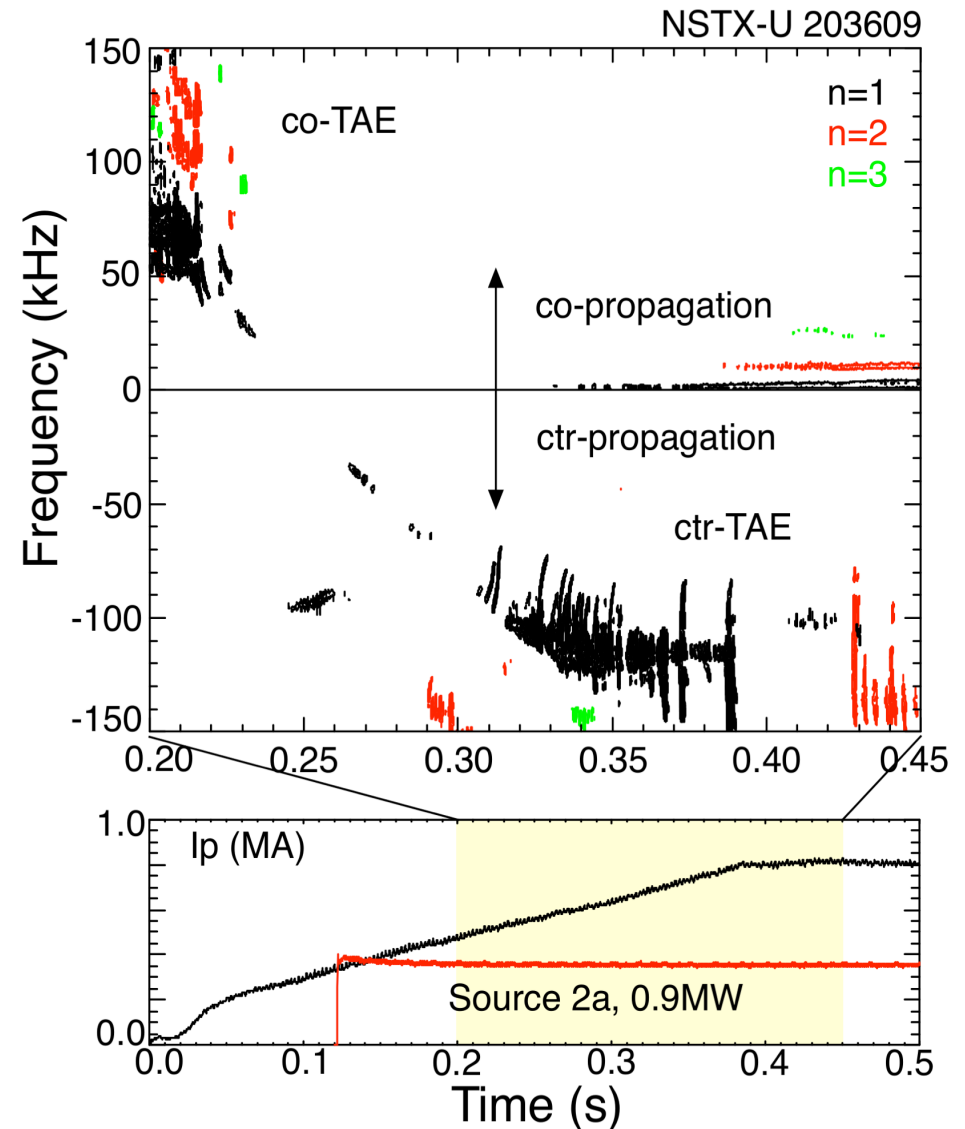 NSTX-U 203609
150
100
50
0
-50
-100
-150
Frequency (kHz)
co-TAE
n=1
n=2
n=3
co-propagation
ctr-propagation
ctr-TAE
0.20 0.25 0.30 0.35 0.40 0.45
1.0
0.0
Ip (MA)
Source 2a, 0.9MW
0.0 0.1 0.2 0.3 0.4 0.5
Time (s)